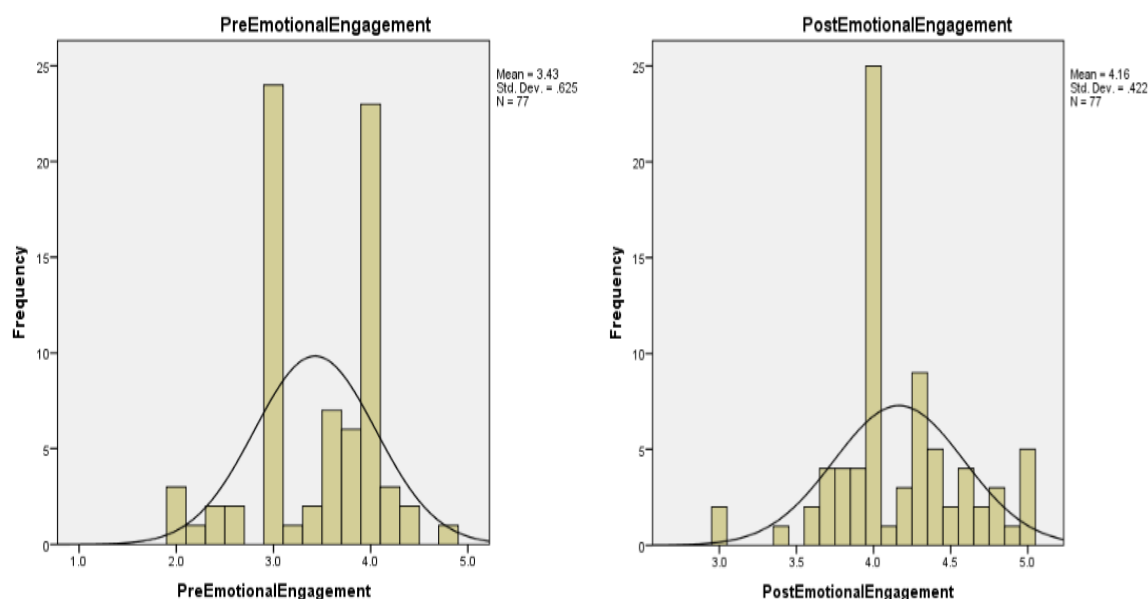 PreEmotionalEngagement
Mean = 3.43
Std. Dev. = .625
N = 77
Frequency
25
20
15
10
5
0
1.0 2.0 3.0 4.0 5.0
PreEmotionalEngagement
PostEmotionalEngagement
Mean = 4.16
Std. Dev. = .422
N = 77
Frequency
25
20
15
10
5
0
3.0 3.5 4.0 4.5 5.0
PostEmotionalEngagement